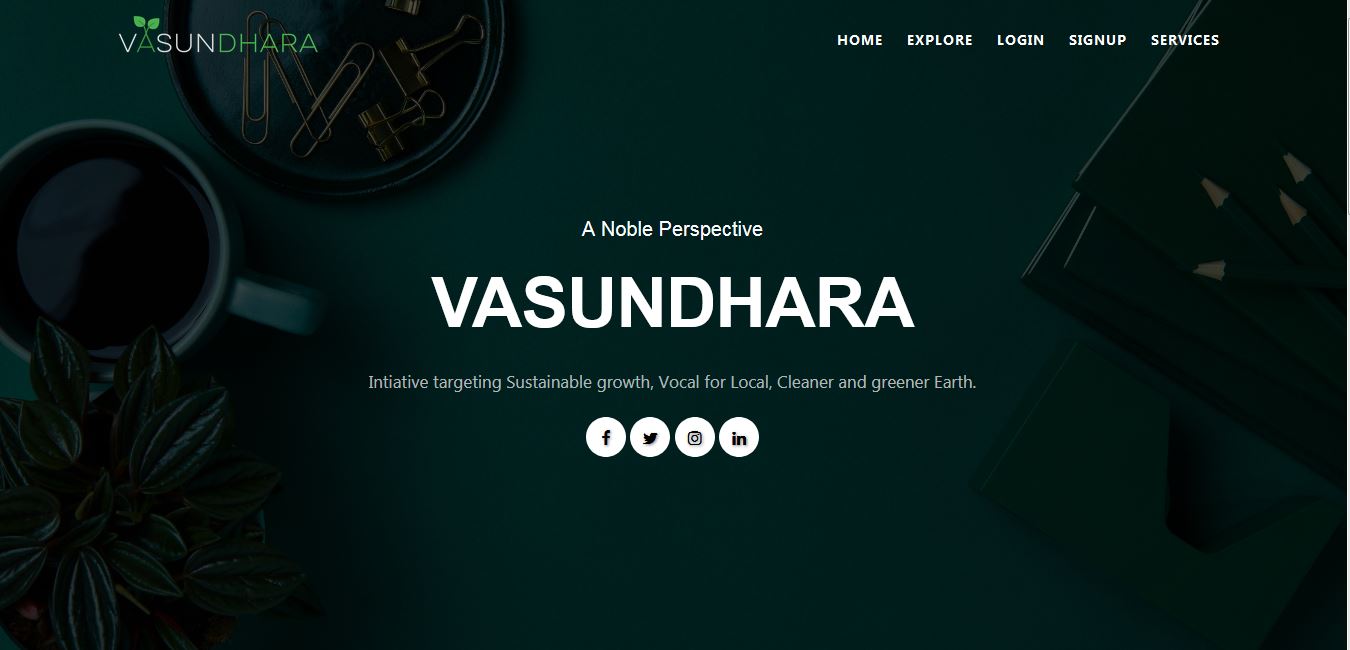 VASUNDHARA
HOME EXPLORE LOGIN SIGNUP SERVICES
A Noble Perspective
VASUNDHARA
Intiative targeting Sustainable growth, Vocal for Local, Cleaner and greener Earth.